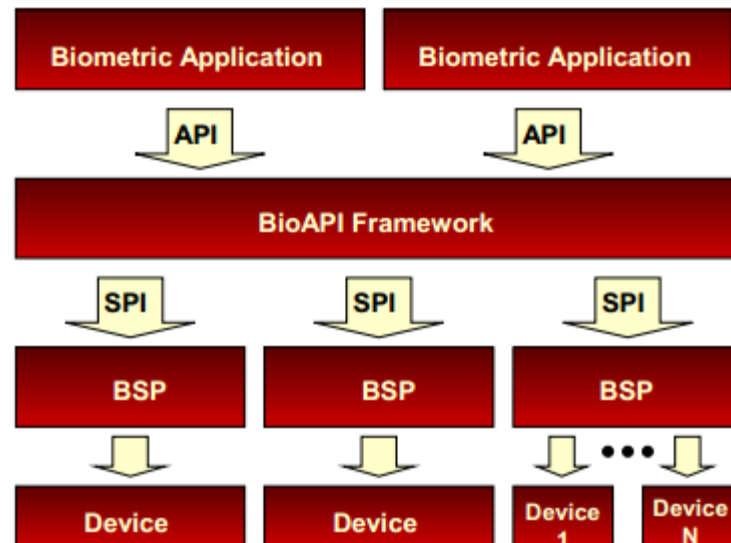 Biometric Application
Biometric Application
API
API
BioAPI Framework
SPI
SPI
SPI
BSP
BSP
BSP
Device
Device
Device
1
Device
N